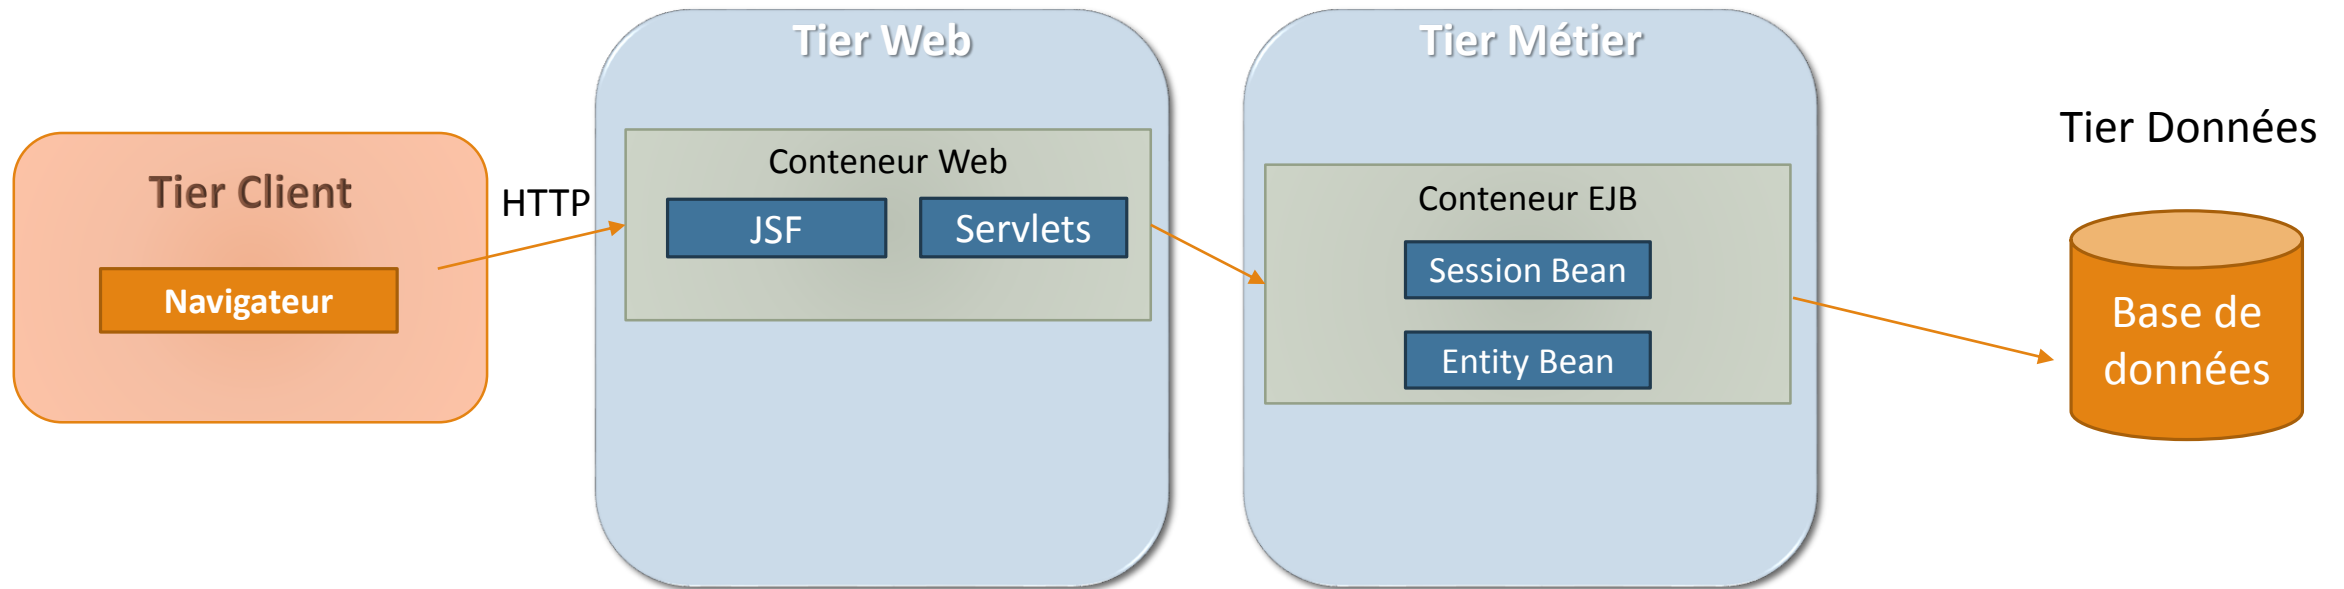 Tier Client
Navigateur
HTTP
Tier Web
Conteneur Web
JSF
Servlets
Tier Métier
Conteneur EJB
Session Bean
Entity Bean
Tier Données
Base de
données